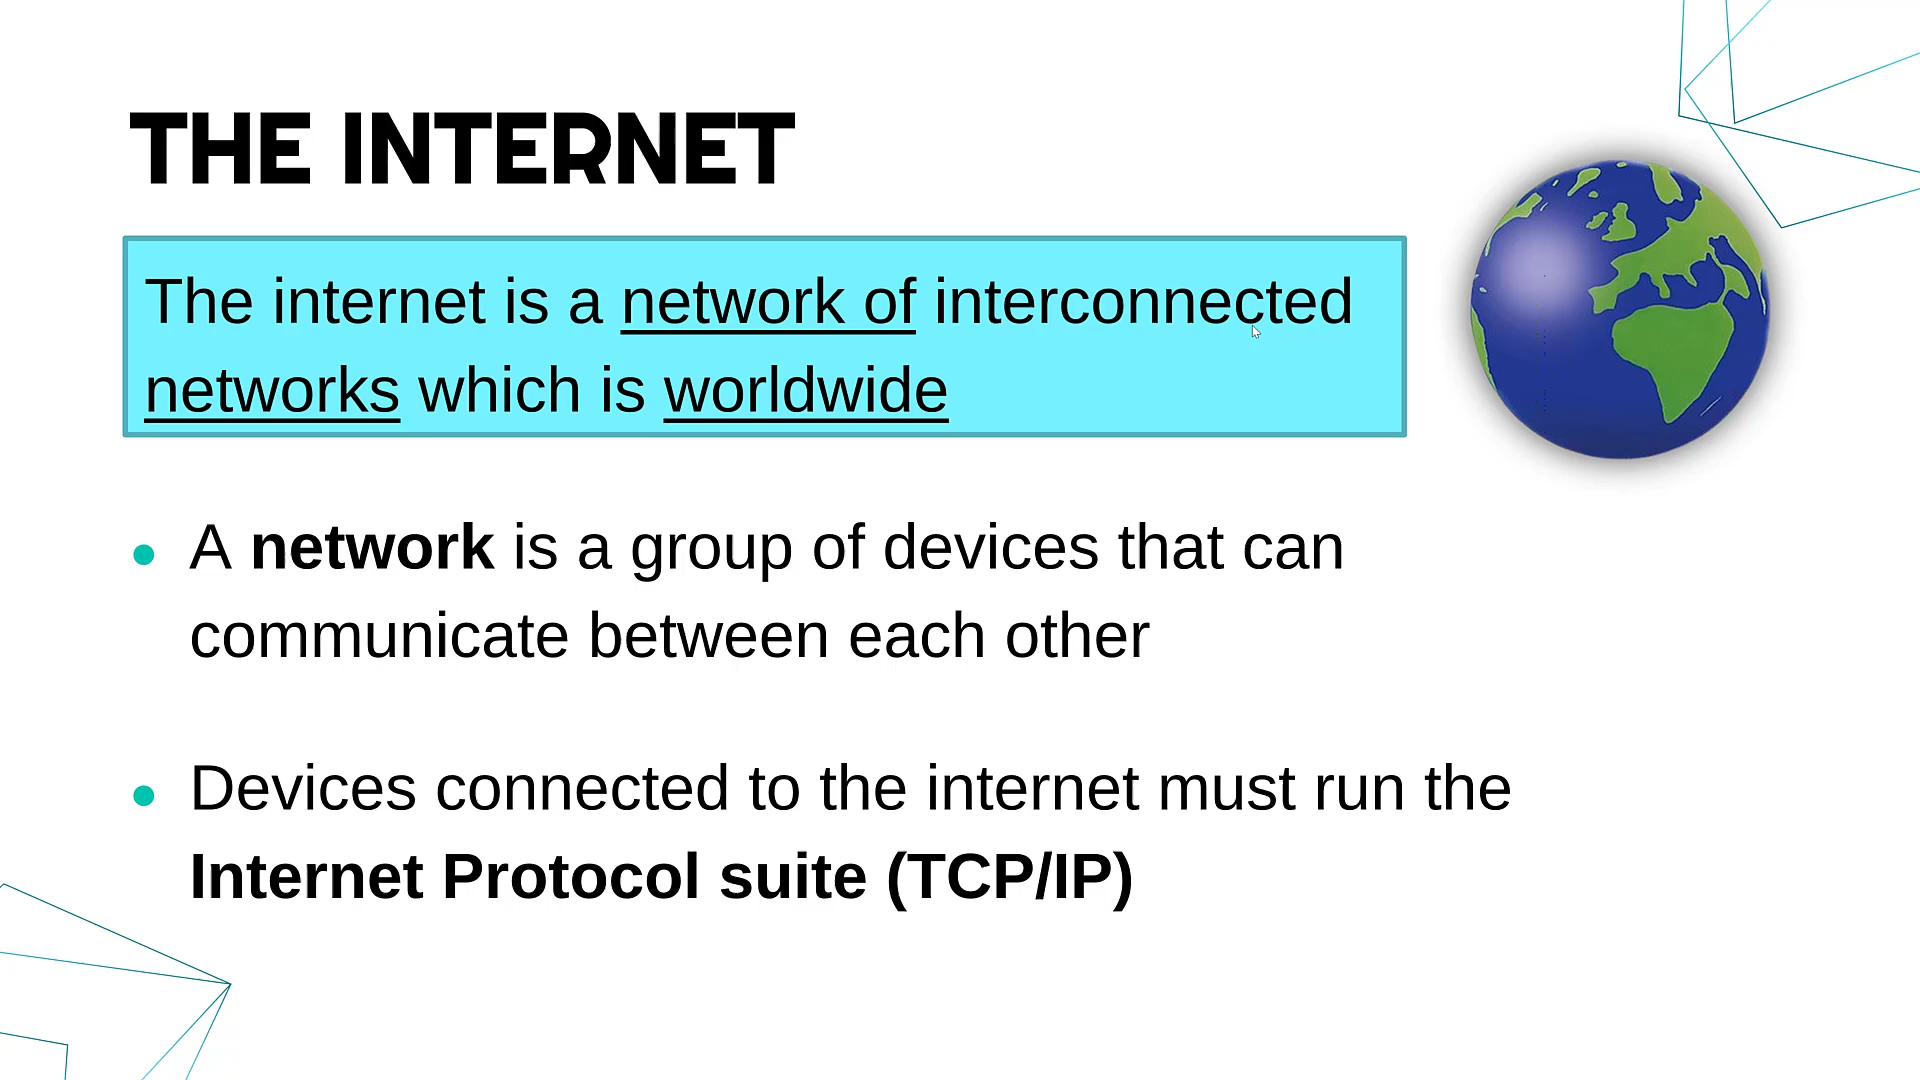 THE INTERNET
The internet is a network of interconnected
networks which is worldwide
A network is a group of devices that can
communicate between each other
Devices connected to the internet must run the
Internet Protocol suite (TCP/IP)